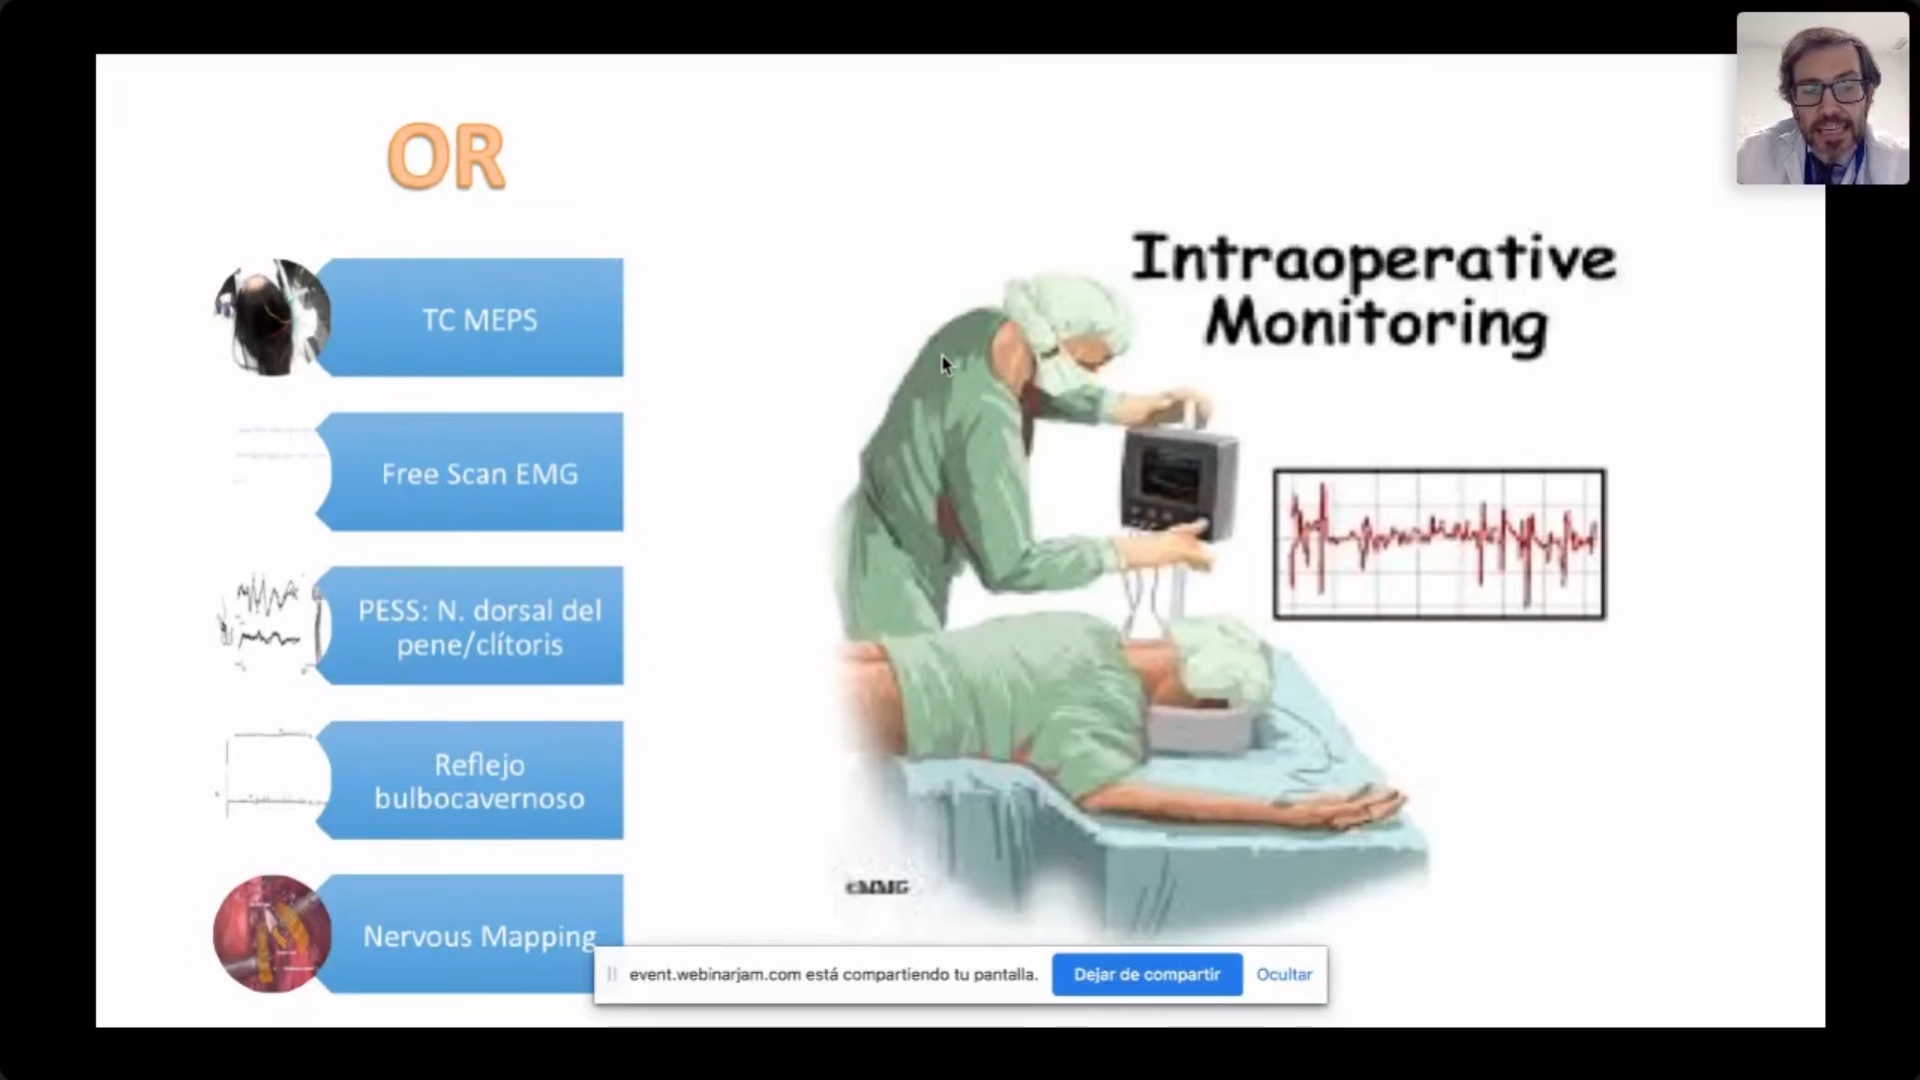 OR
TC MEPS
Free Scan EMG
PESS: N. dorsal del
pene/clítoris
Reflejo
bulbocavernoso
Nervous Mapping
Intraoperative
Monitoring
event.webinarjam.com está compartiendo tu pantalla.
Dejar de compartir
Ocultar